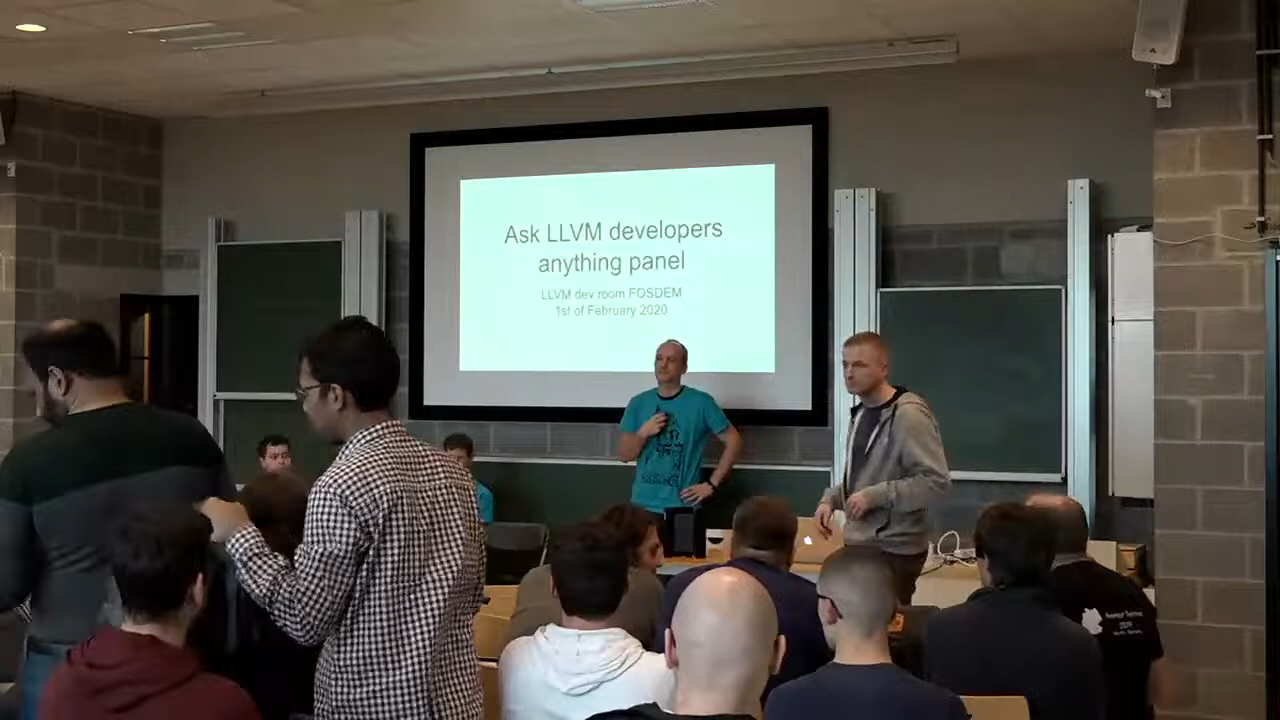 Ask LLVM developers
anything panel
LLVM dev room FOSDEM
1st of February 2020